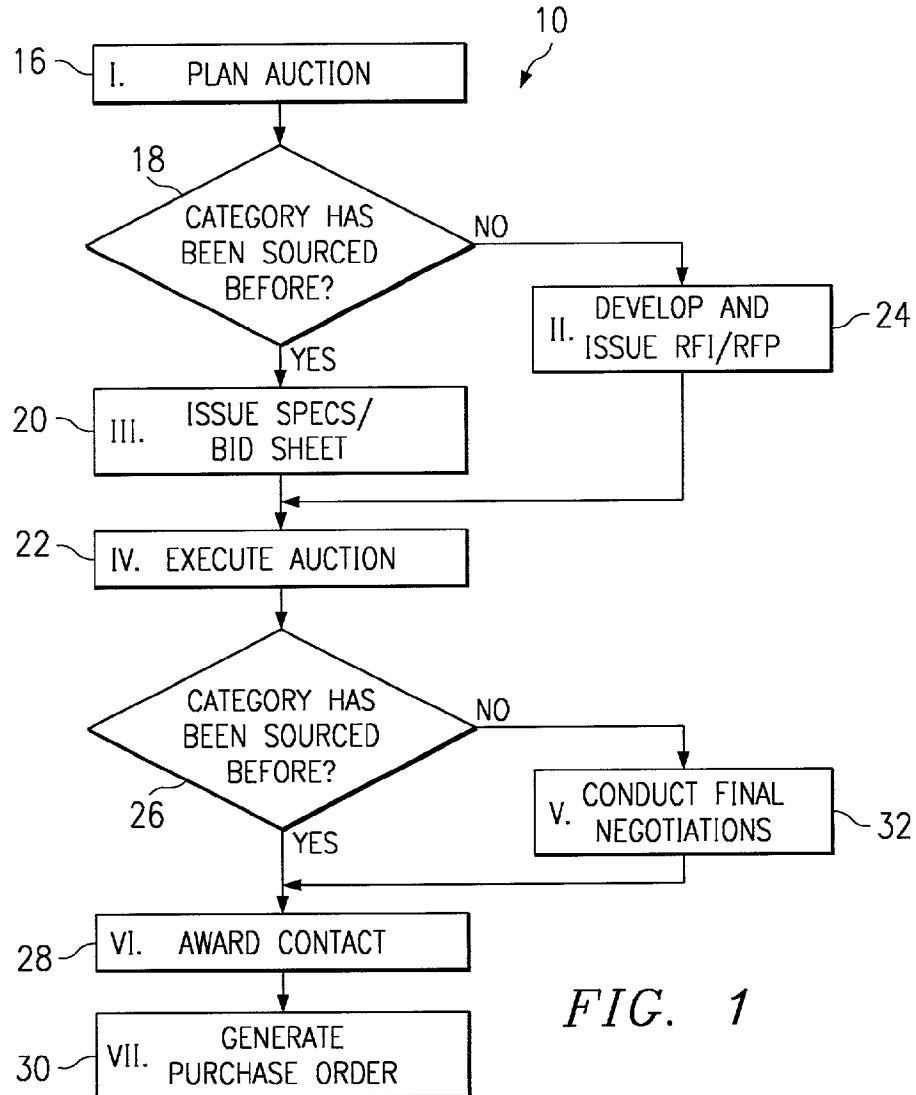 10
16
I. PLAN AUCTION
18
CATEGORY HAS
BEEN SOURCED
BEFORE?
NO
YES
II. DEVELOP AND
ISSUE RFI/RFP
24
20
III. ISSUE SPECS/
BID SHEET
22
IV. EXECUTE AUCTION
CATEGORY HAS
BEEN SOURCED
BEFORE?
26
NO
YES
V. CONDUCT FINAL
NEGOTIATIONS
32
28
VI. AWARD CONTACT
30
VII. GENERATE
PURCHASE ORDER
FIG. 1